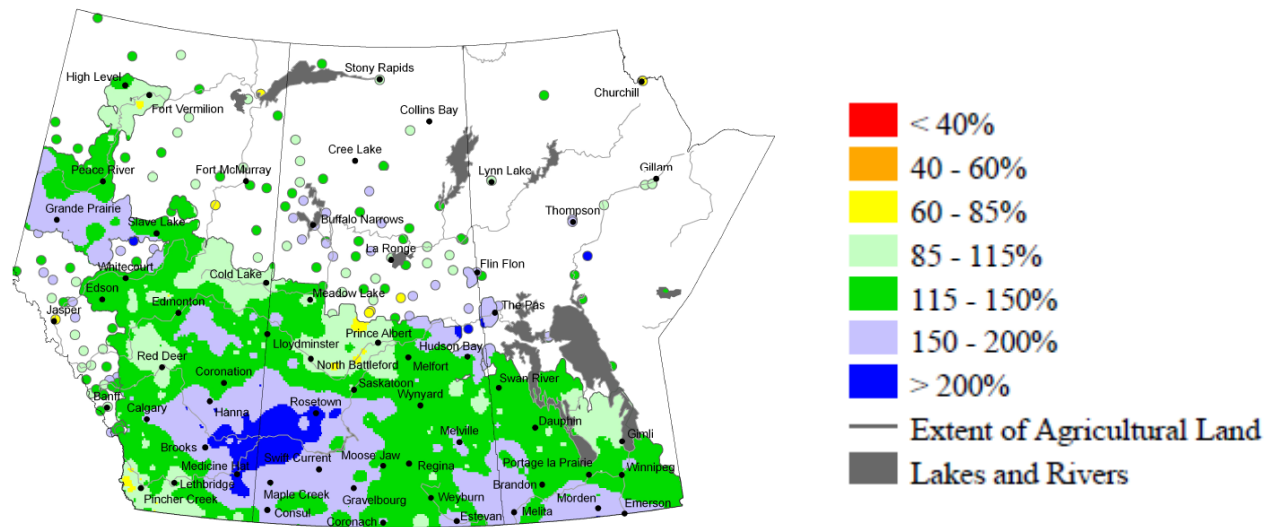 High Level
Stony Rapids
Churchill
Fort Vermilion
Collins Bay
Cree Lake
Peace River
Fort McMurray
Lynn Lake
Gillam
Grande Prairie
Slave Lake
Buffalo Narrows
Thompson
La Ronge
Whitecourt
Cold Lake
Flin Flon
Edson
Edmonton
Meadow Lake
Jasper
The Pas
Prince Albert
Lloydminster
Hudson Bay
Red Deer
North Battleford
Melfort
Coronation
Saskatoon
Swan River
Banff
Calgary
Hanna
Rosetown
Wynyard
Dauphin
Brooks
Melville
Gimli
Medicine Hat
Swift Current
Moose Jaw
Regina
Portage la Prairie
Winnipeg
Lethbridge
Pincher Creek
Maple Creek
Gravelbourg
Weyburn
Brandon
Morden
Consul
Coronach
Estevan
Melita
Emerson
< 40%
40 - 60%
60 - 85%
85 - 115%
115 - 150%
150 - 200%
> 200%
Extent of Agricultural Land
Lakes and Rivers